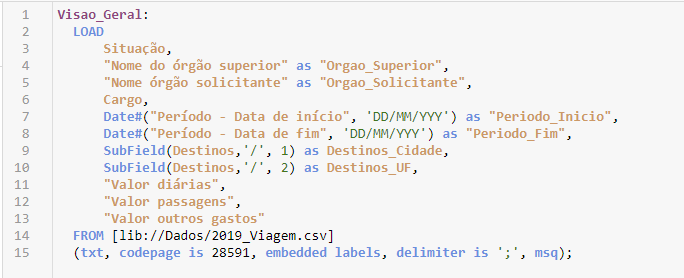 1 Visao_Geral:
2 LOAD
3 Situação,
4 "Nome do órgão superior" as "Orgao_Superior",
5 "Nome órgão solicitante" as "Orgao_Solicitante",
6 Cargo,
7 Date#("Período - Data de início", 'DD/MM/YYY') as "Periodo_Inicio",
8 Date#("Período - Data de fim", 'DD/MM/YYY') as "Periodo_Fim",
9 SubField(Destinos,'/', 1) as Destinos_Cidade,
10 SubField(Destinos,'/', 2) as Destinos_UF,
11 "Valor diárias",
12 "Valor passagens",
13 "Valor outros gastos"
14 FROM [lib://Dados/2019_Viagem.csv]
15 (txt, codepage is 28591, embedded labels, delimiter is ';', msq);